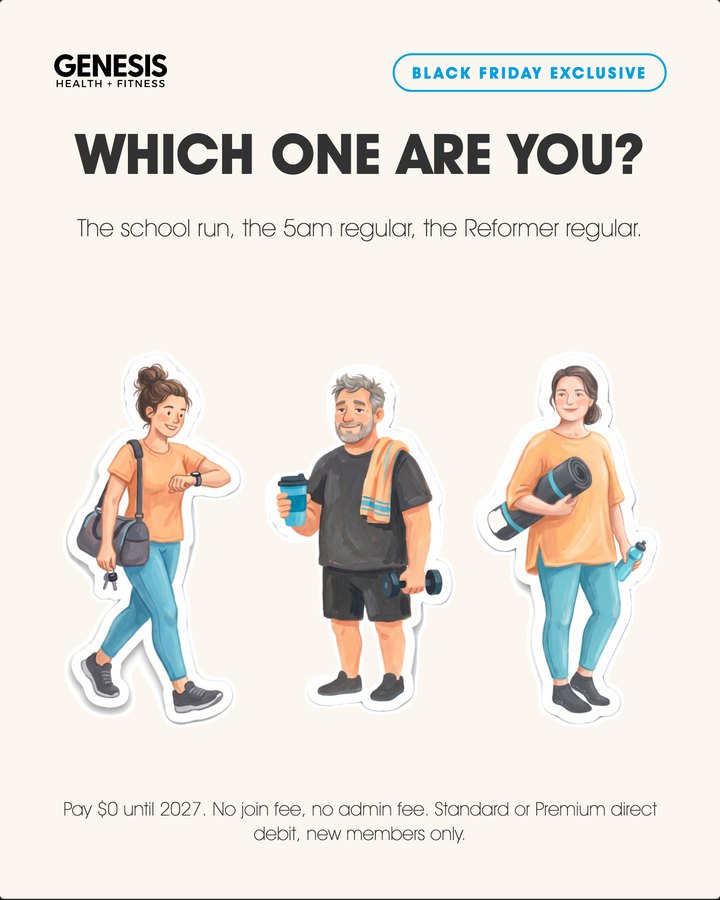 GENESIS
HEALTH + FITNESS
BLACK FRIDAY EXCLUSIVE
WHICH ONE ARE YOU?
The school run, the 5am regular, the Reformer regular.
Pay $0 until 2027. No join fee, no admin fee. Standard or Premium direct
debit, new members only.